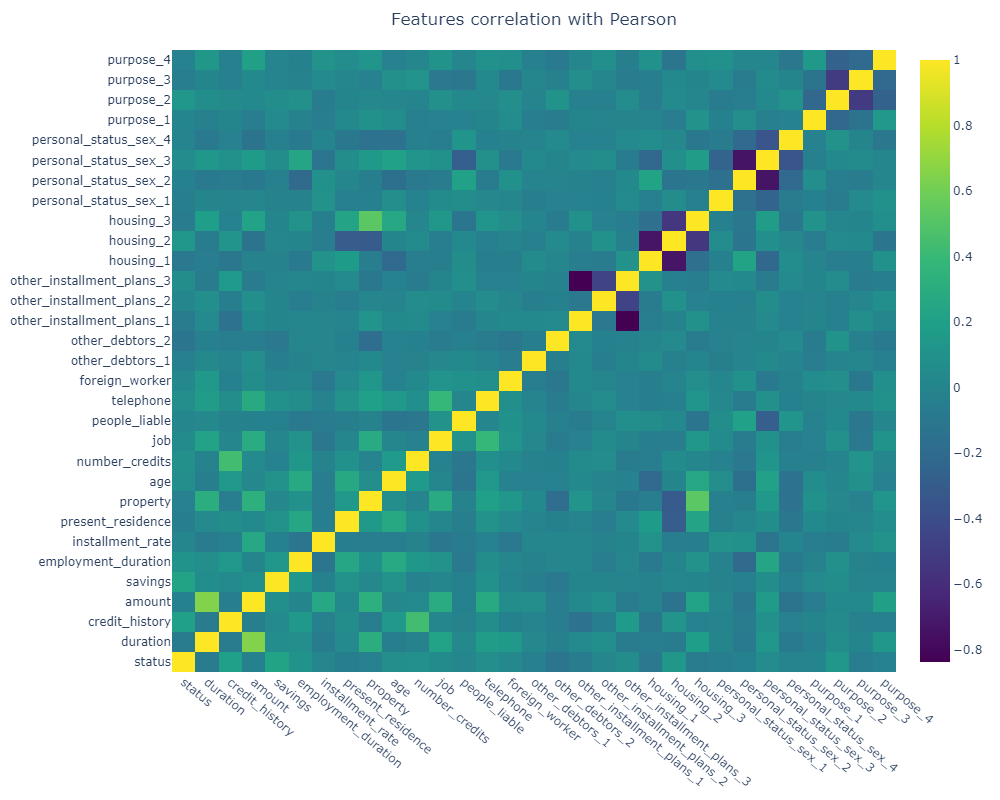 Features correlation with Pearson
purpose_4
purpose_3
purpose_2
purpose_1
personal_status_sex_4
personal_status_sex_3
personal_status_sex_2
personal_status_sex_1
housing_3
housing_2
housing_1
other_installment_plans_3
other_installment_plans_2
other_installment_plans_1
other_debtors_2
other_debtors_1
foreign_worker
telephone
people_liable
job
number_credits
age
property
present_residence
installment_rate
employment_duration
savings
amount
credit_history
duration
status
status
duration
credit_history
amount
savings
employment_duration
installment_rate
present_residence
property
age
number_credits
job
people_liable
telephone
foreign_worker
other_debtors_1
other_debtors_2
other_installment_plans_1
other_installment_plans_2
other_installment_plans_3
housing_1
housing_2
housing_3
personal_status_sex_1
personal_status_sex_2
personal_status_sex_3
personal_status_sex_4
purpose_1
purpose_2
purpose_3
purpose_4
1
0.8
0.6
0.4
0.2
0
−0.2
−0.4
−0.6
−0.8